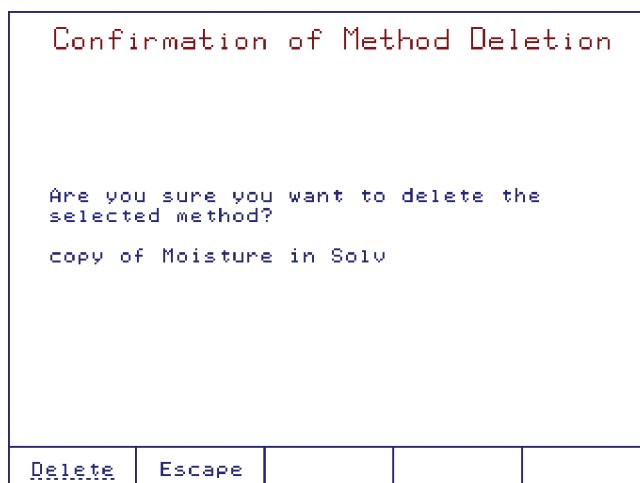 Confirmation of Method Deletion
Are you sure you want to delete the
selected method?
copy of Moisture in Solv
Delete
Escape